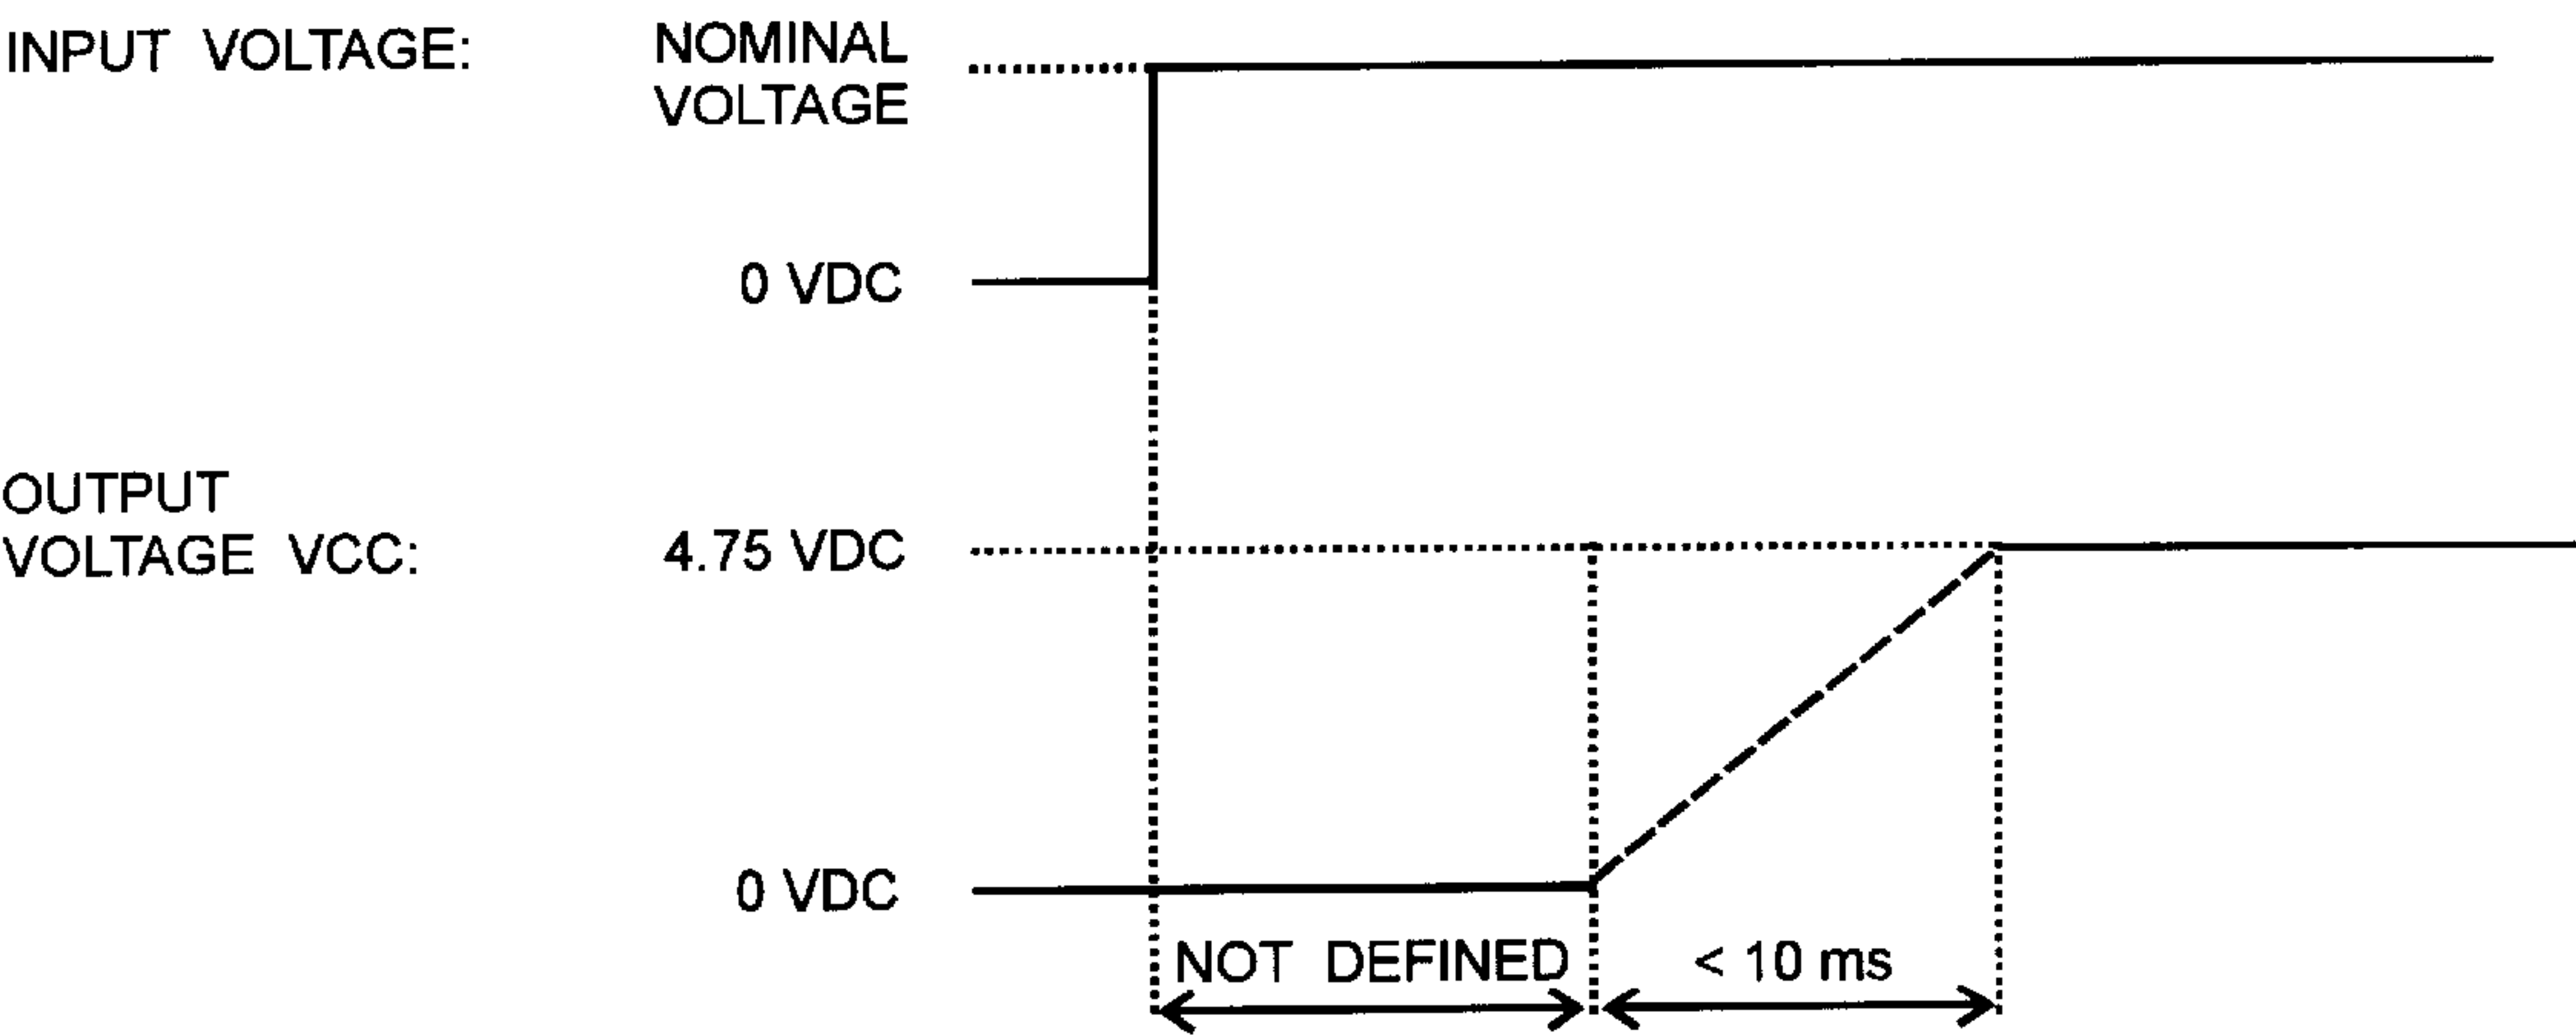 INPUT VOLTAGE:
NOMINAL
VOLTAGE
0 VDC
OUTPUT
VOLTAGE VCC:
4.75 VDC
0 VDC
NOT DEFINED
< 10 ms